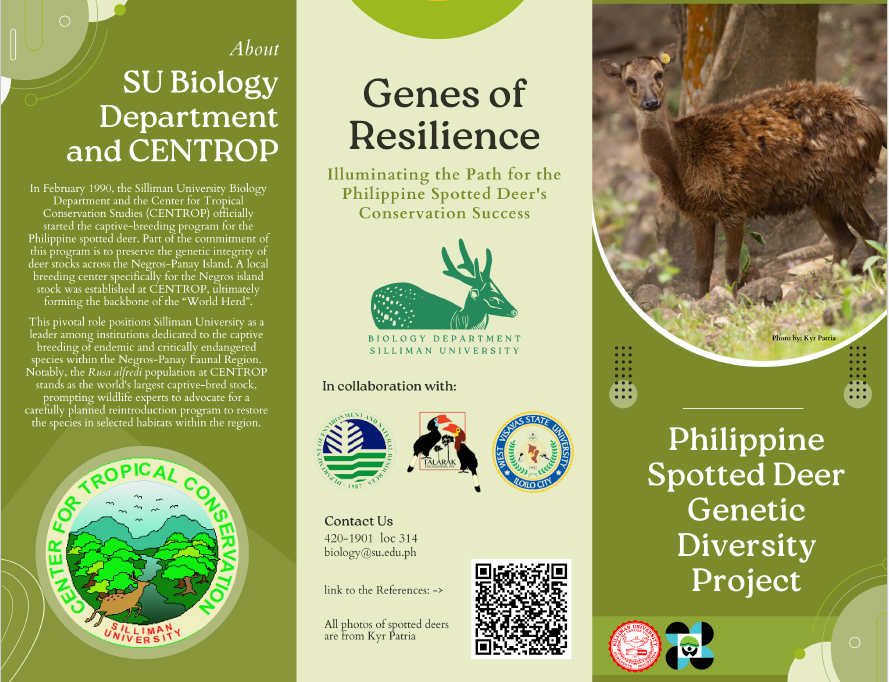 About
SU Biology
Department
and CENTROP
In February 1990, the Silliman University Biology
Department and the Center for Tropical
Conservation Studies (CENTROP) officially
started the captive-breeding program for the
Philippine spotted deer. Part of the commitment of
this program is to preserve the genetic integrity of
deer stocks across the Negros-Panay Island. A local
breeding center specifically for the Negros island
stock was established at CENTROP, ultimately
forming the backbone of the “World Herd”.
This pivotal role positions Silliman University as a
leader among institutions dedicated to the captive
breeding of endemic and critically endangered
species within the Negros-Panay Faunal Region.
Notably, the Rusa alfredi population at CENTROP
stands as the world's largest captive-bred stock,
prompting wildlife experts to advocate for a
carefully planned reintroduction program to restore
the species in selected habitats within the region.
CENTER FOR TROPICAL CONSERVATION
SILLIMAN
UNIVERSITY
Genes of
Resilience
Illuminating the Path for the
Philippine Spotted Deer's
Conservation Success
BIOLOGY DEPARTMENT
SILLIMAN UNIVERSITY
In collaboration with:
DEPARTMENT OF ENVIRONMENT AND NATURAL RESOURCES
1987
TALARAK
WEST VISAYAS STATE UNIVERSITY
ILOILO CITY
Contact Us
420-1901 loc 314
biology@su.edu.ph
link to the References: ->
All photos of spotted deers
are from Kyr Patria
Photo by: Kyr Patria
Philippine
Spotted Deer
Genetic
Diversity
Project
SILLIMAN UNIVERSITY